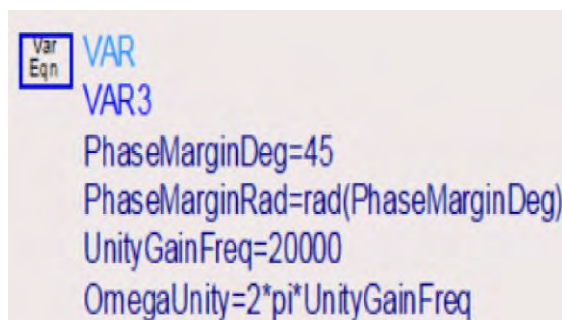 Var
Eqn
VAR
VAR3
PhaseMarginDeg=45
PhaseMarginRad=rad(PhaseMarginDeg)
UnityGainFreq=20000
OmegaUnity=2*pi*UnityGainFreq